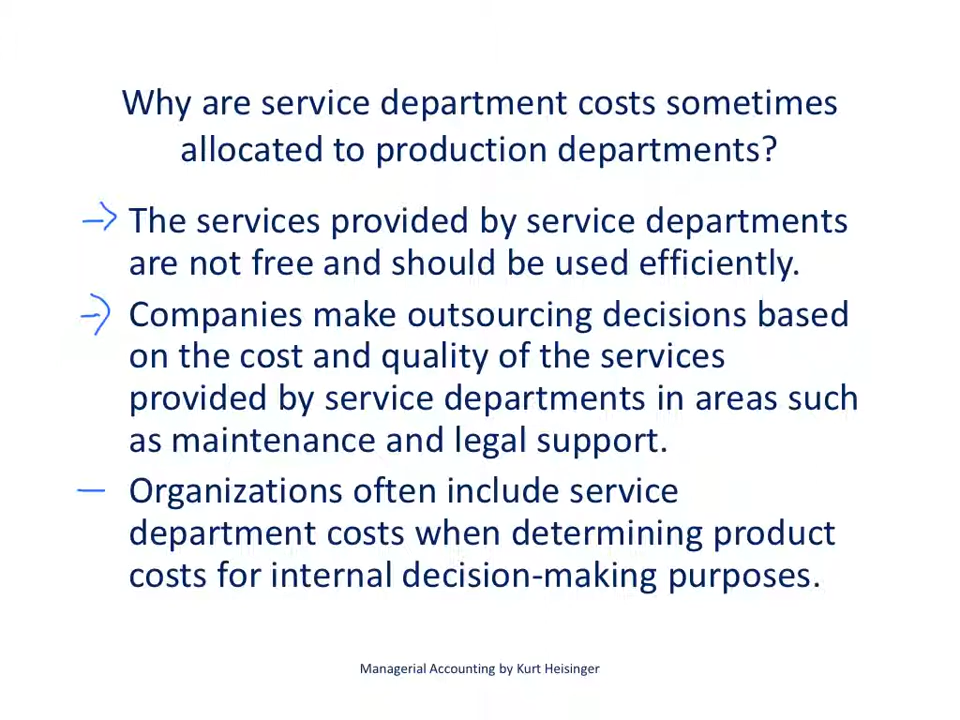 Why are service department costs sometimes
allocated to production departments?
The services provided by service departments
are not free and should be used efficiently.
Companies make outsourcing decisions based
on the cost and quality of the services
provided by service departments in areas such
as maintenance and legal support.
Organizations often include service
department costs when determining product
costs for internal decision-making purposes.
Managerial Accounting by Kurt Heisinger